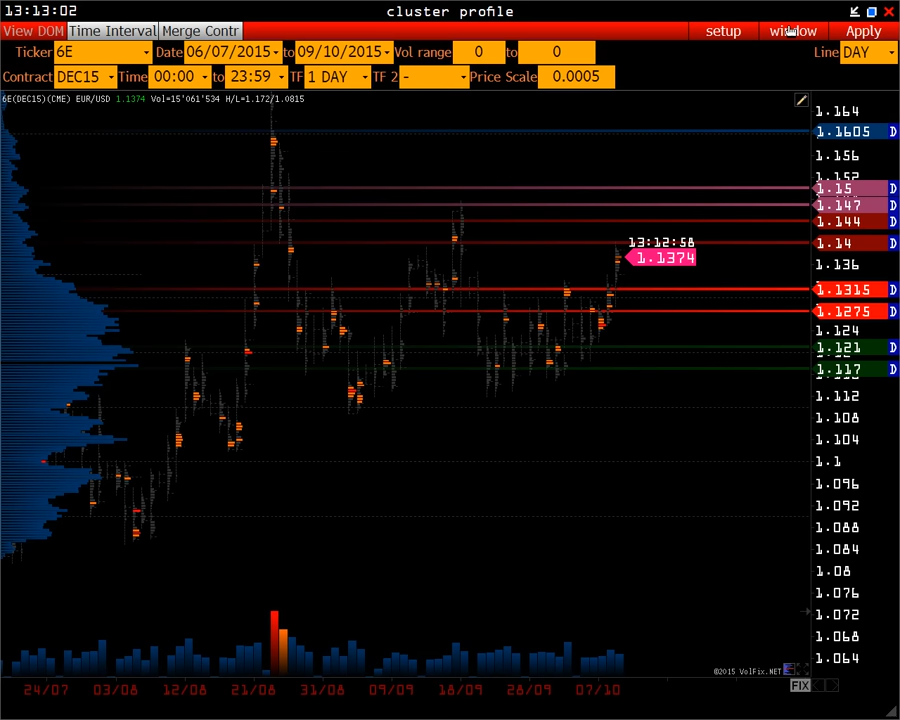 13:13:02 cluster profile
View DOM Time Interval Merge Contr setup window Apply
Ticker 6E Date 06/07/2015 to 09/10/2015 Vol range 0 to 0 Line DAY
Contract DEC15 Time 00:00 to 23:59 TF 1 DAY TF 2 - Price Scale 0.0005
6E(DEC15)(CME) EUR/USD 1.1374 Vol=15'061'534 H/L=1.172/1.0815
1.164
1.1605 D
1.156
1.152
1.15 D
1.147 D
1.144 D
13:12:58
1.14 D
1.1374
1.136
1.1315 D
1.1275 D
1.124
1.121 D
1.117 D
1.112
1.108
1.104
1.1
1.096
1.092
1.088
1.084
1.08
1.076
1.072
1.068
1.064
©2015 VolFix.NET
24/07 03/08 12/08 21/08 31/08 09/09 18/09 28/09 07/10 FIX